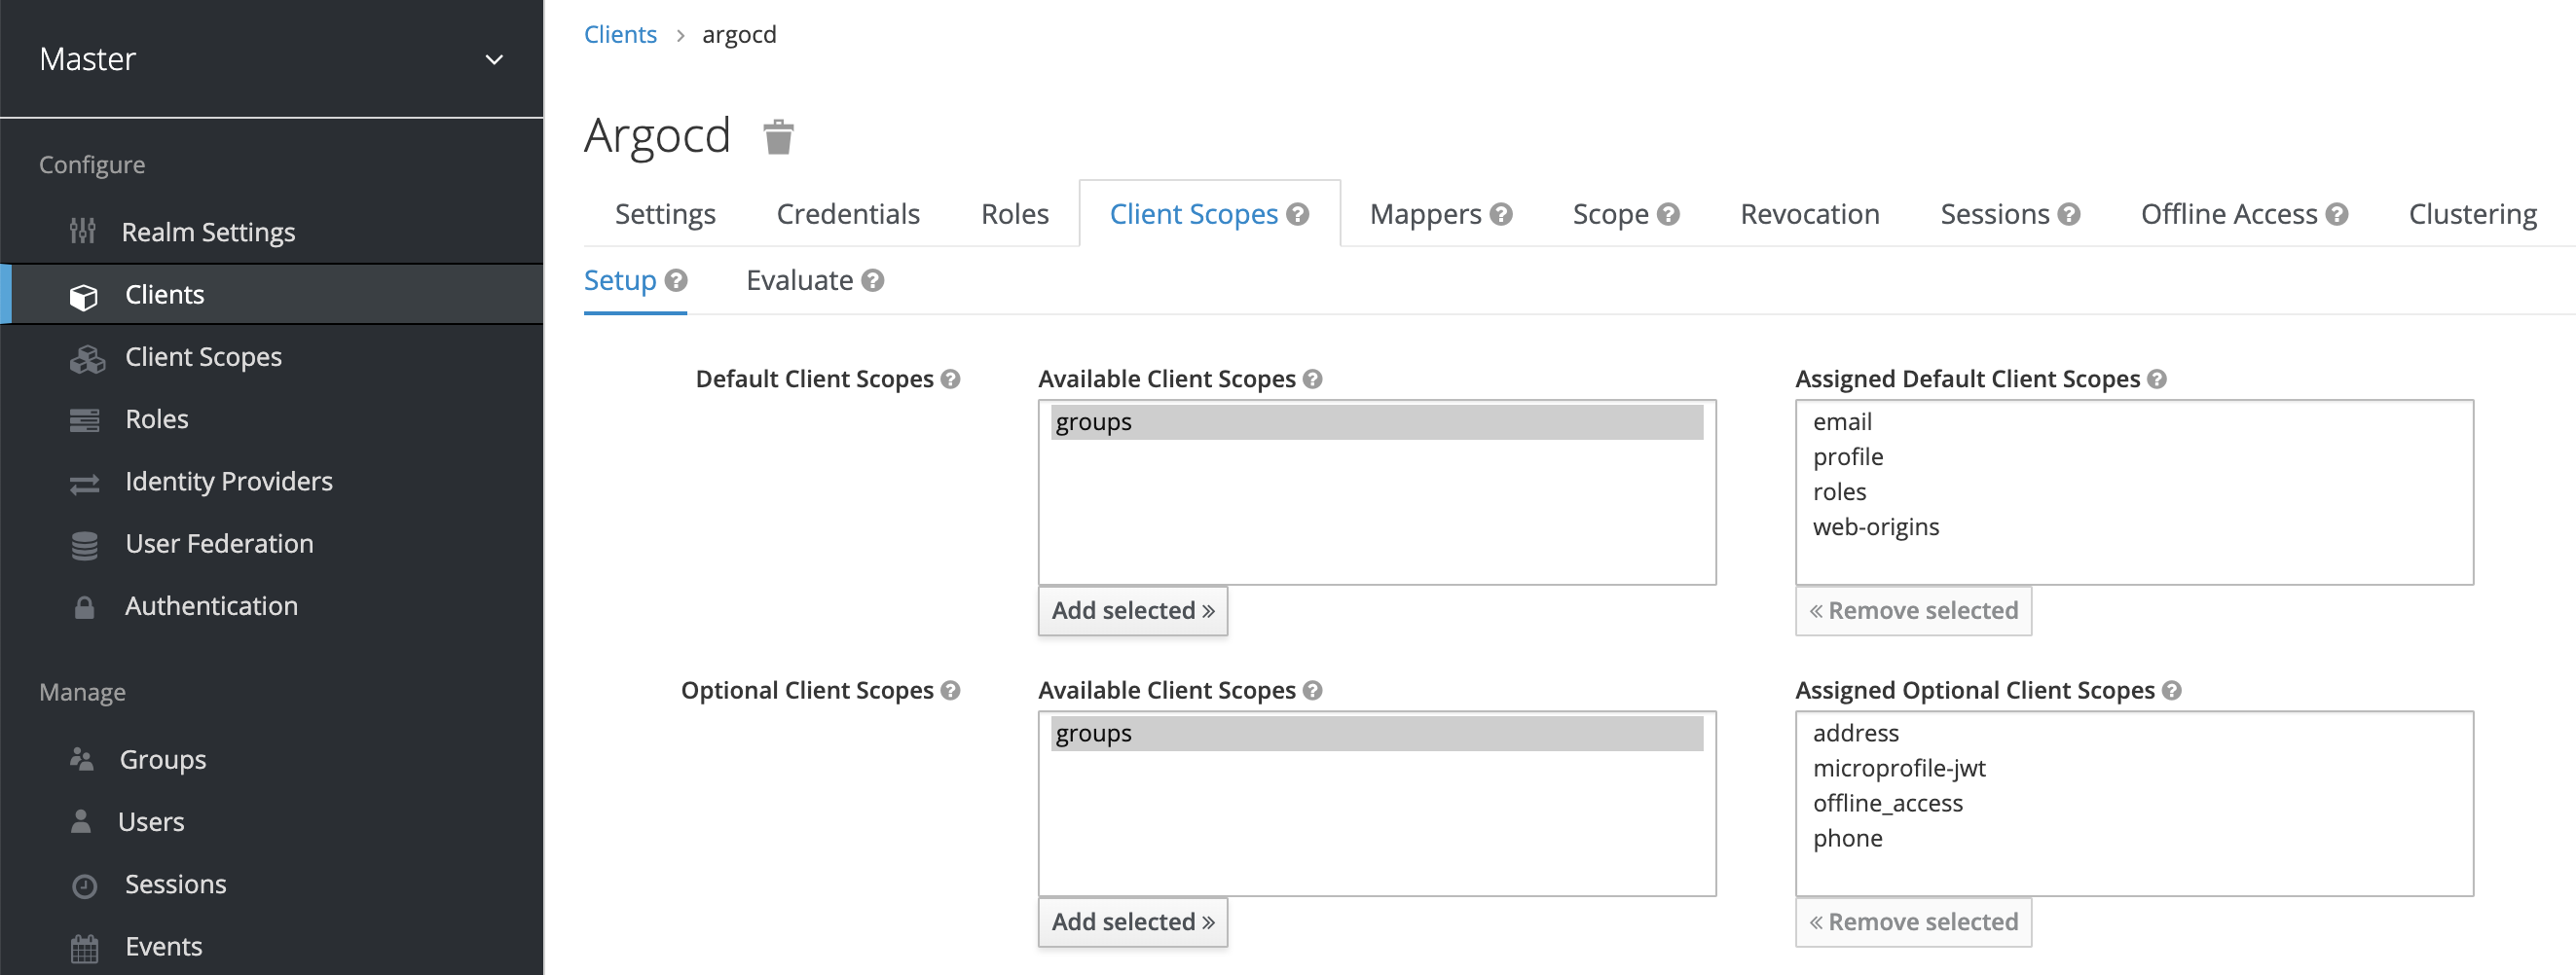 Master
Configure
Realm Settings
Clients
Client Scopes
Roles
Identity Providers
User Federation
Authentication
Manage
Groups
Users
Sessions
Events
Clients > argocd
Argocd
Settings Credentials Roles Client Scopes Mappers Scope Revocation Sessions Offline Access Clustering
Setup Evaluate
Default Client Scopes
Available Client Scopes
groups
Add selected »
Assigned Default Client Scopes
email
profile
roles
web-origins
« Remove selected
Optional Client Scopes
Available Client Scopes
groups
Add selected »
Assigned Optional Client Scopes
address
microprofile-jwt
offline_access
phone
« Remove selected